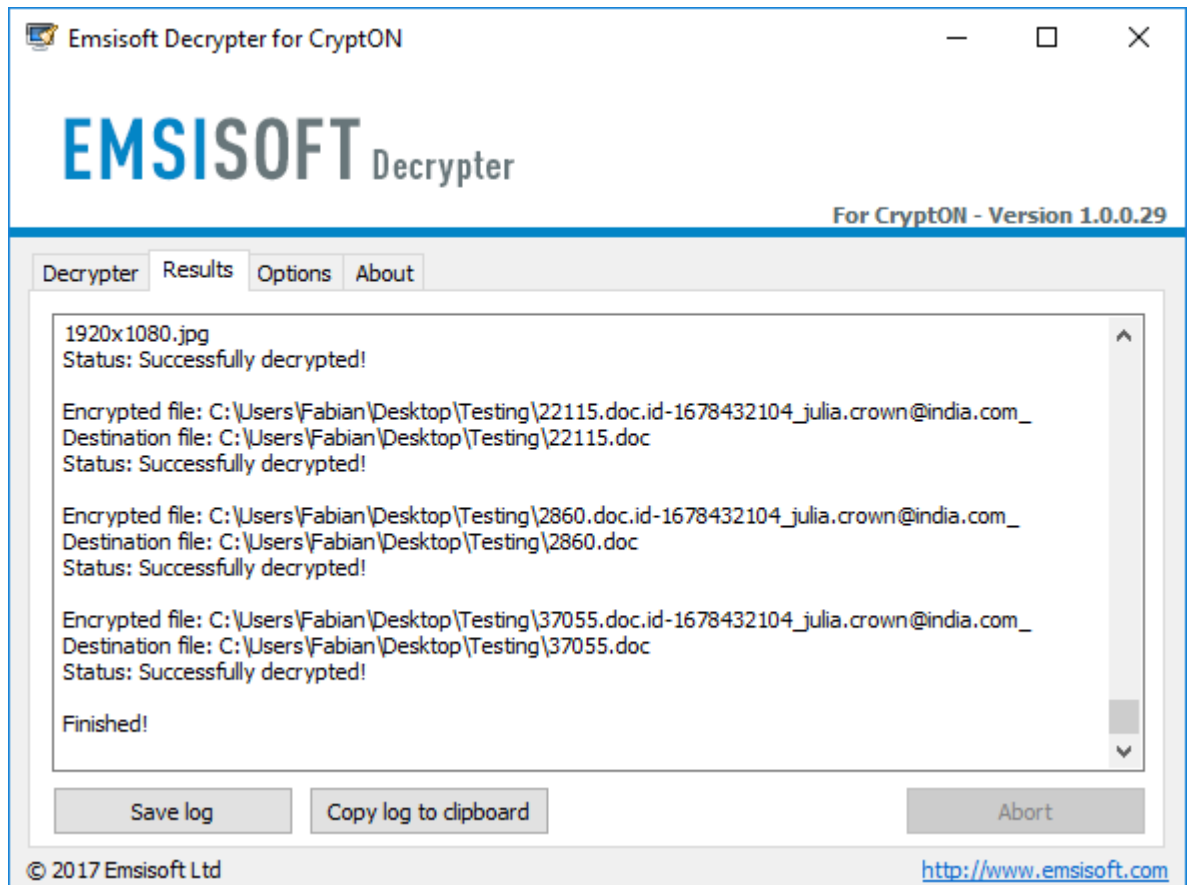 Emsisoft Decrypter for CryptON
EMSISOFT Decrypter
For CryptON - Version 1.0.0.29
Decrypter Results Options About
1920x1080.jpg
Status: Successfully decrypted!
Encrypted file: C:\Users\Fabian\Desktop\Testing\22115.doc.id-1678432104_julia.crown@india.com_
Destination file: C:\Users\Fabian\Desktop\Testing\22115.doc
Status: Successfully decrypted!
Encrypted file: C:\Users\Fabian\Desktop\Testing\2860.doc.id-1678432104_julia.crown@india.com_
Destination file: C:\Users\Fabian\Desktop\Testing\2860.doc
Status: Successfully decrypted!
Encrypted file: C:\Users\Fabian\Desktop\Testing\37055.doc.id-1678432104_julia.crown@india.com_
Destination file: C:\Users\Fabian\Desktop\Testing\37055.doc
Status: Successfully decrypted!
Finished!
Save log Copy log to clipboard Abort
© 2017 Emsisoft Ltd http://www.emsisoft.com